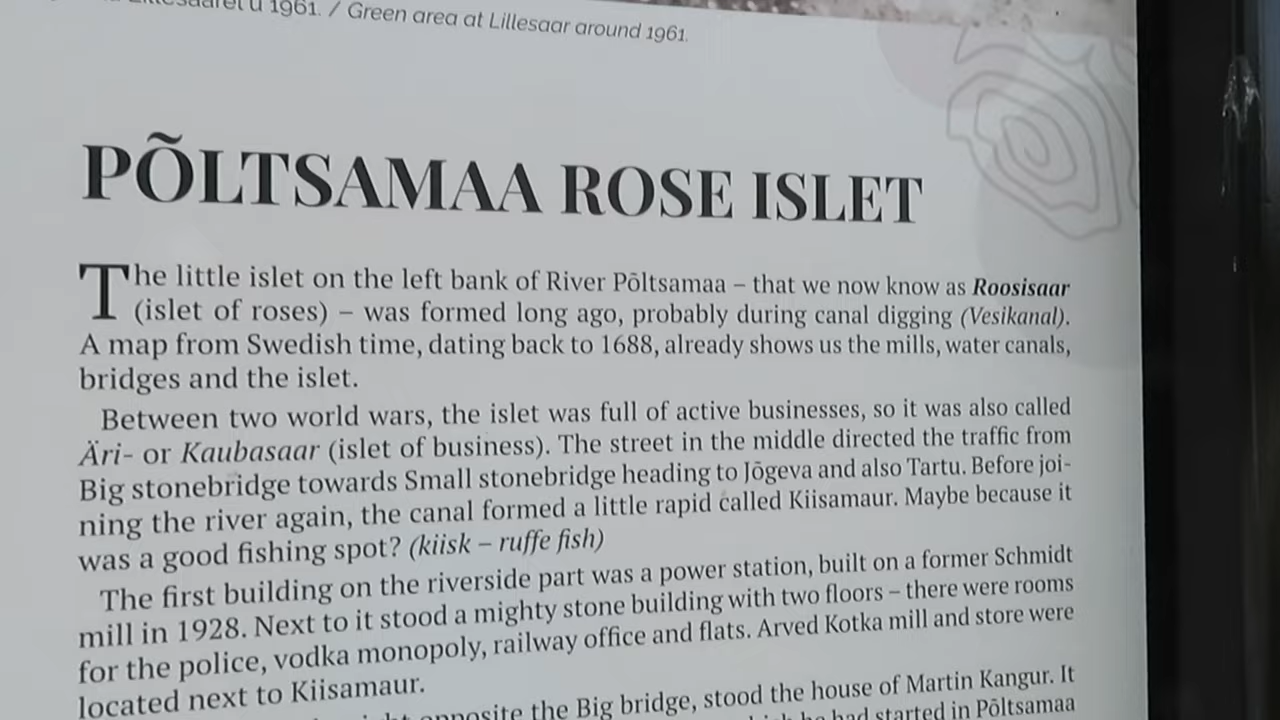 u 1961. / Green area at Lillesaar around 1961.
PÕLTSAMAA ROSE ISLET
The little islet on the left bank of River Põltsamaa – that we now know as Roosisaar
(islet of roses) – was formed long ago, probably during canal digging (Vesikanal).
A map from Swedish time, dating back to 1688, already shows us the mills, water canals,
bridges and the islet.
Between two world wars, the islet was full of active businesses, so it was also called
Äri- or Kaubasaar (islet of business). The street in the middle directed the traffic from
Big stonebridge towards Small stonebridge heading to Jõgeva and also Tartu. Before joi-
ning the river again, the canal formed a little rapid called Kiisamaur. Maybe because it
was a good fishing spot? (kiisk – ruffe fish)
The first building on the riverside part was a power station, built on a former Schmidt
mill in 1928. Next to it stood a mighty stone building with two floors – there were rooms
for the police, vodka monopoly, railway office and flats. Arved Kotka mill and store were
located next to Kiisamaur.
opposite the Big bridge, stood the house of Martin Kangur. It
he had started in Põltsamaa